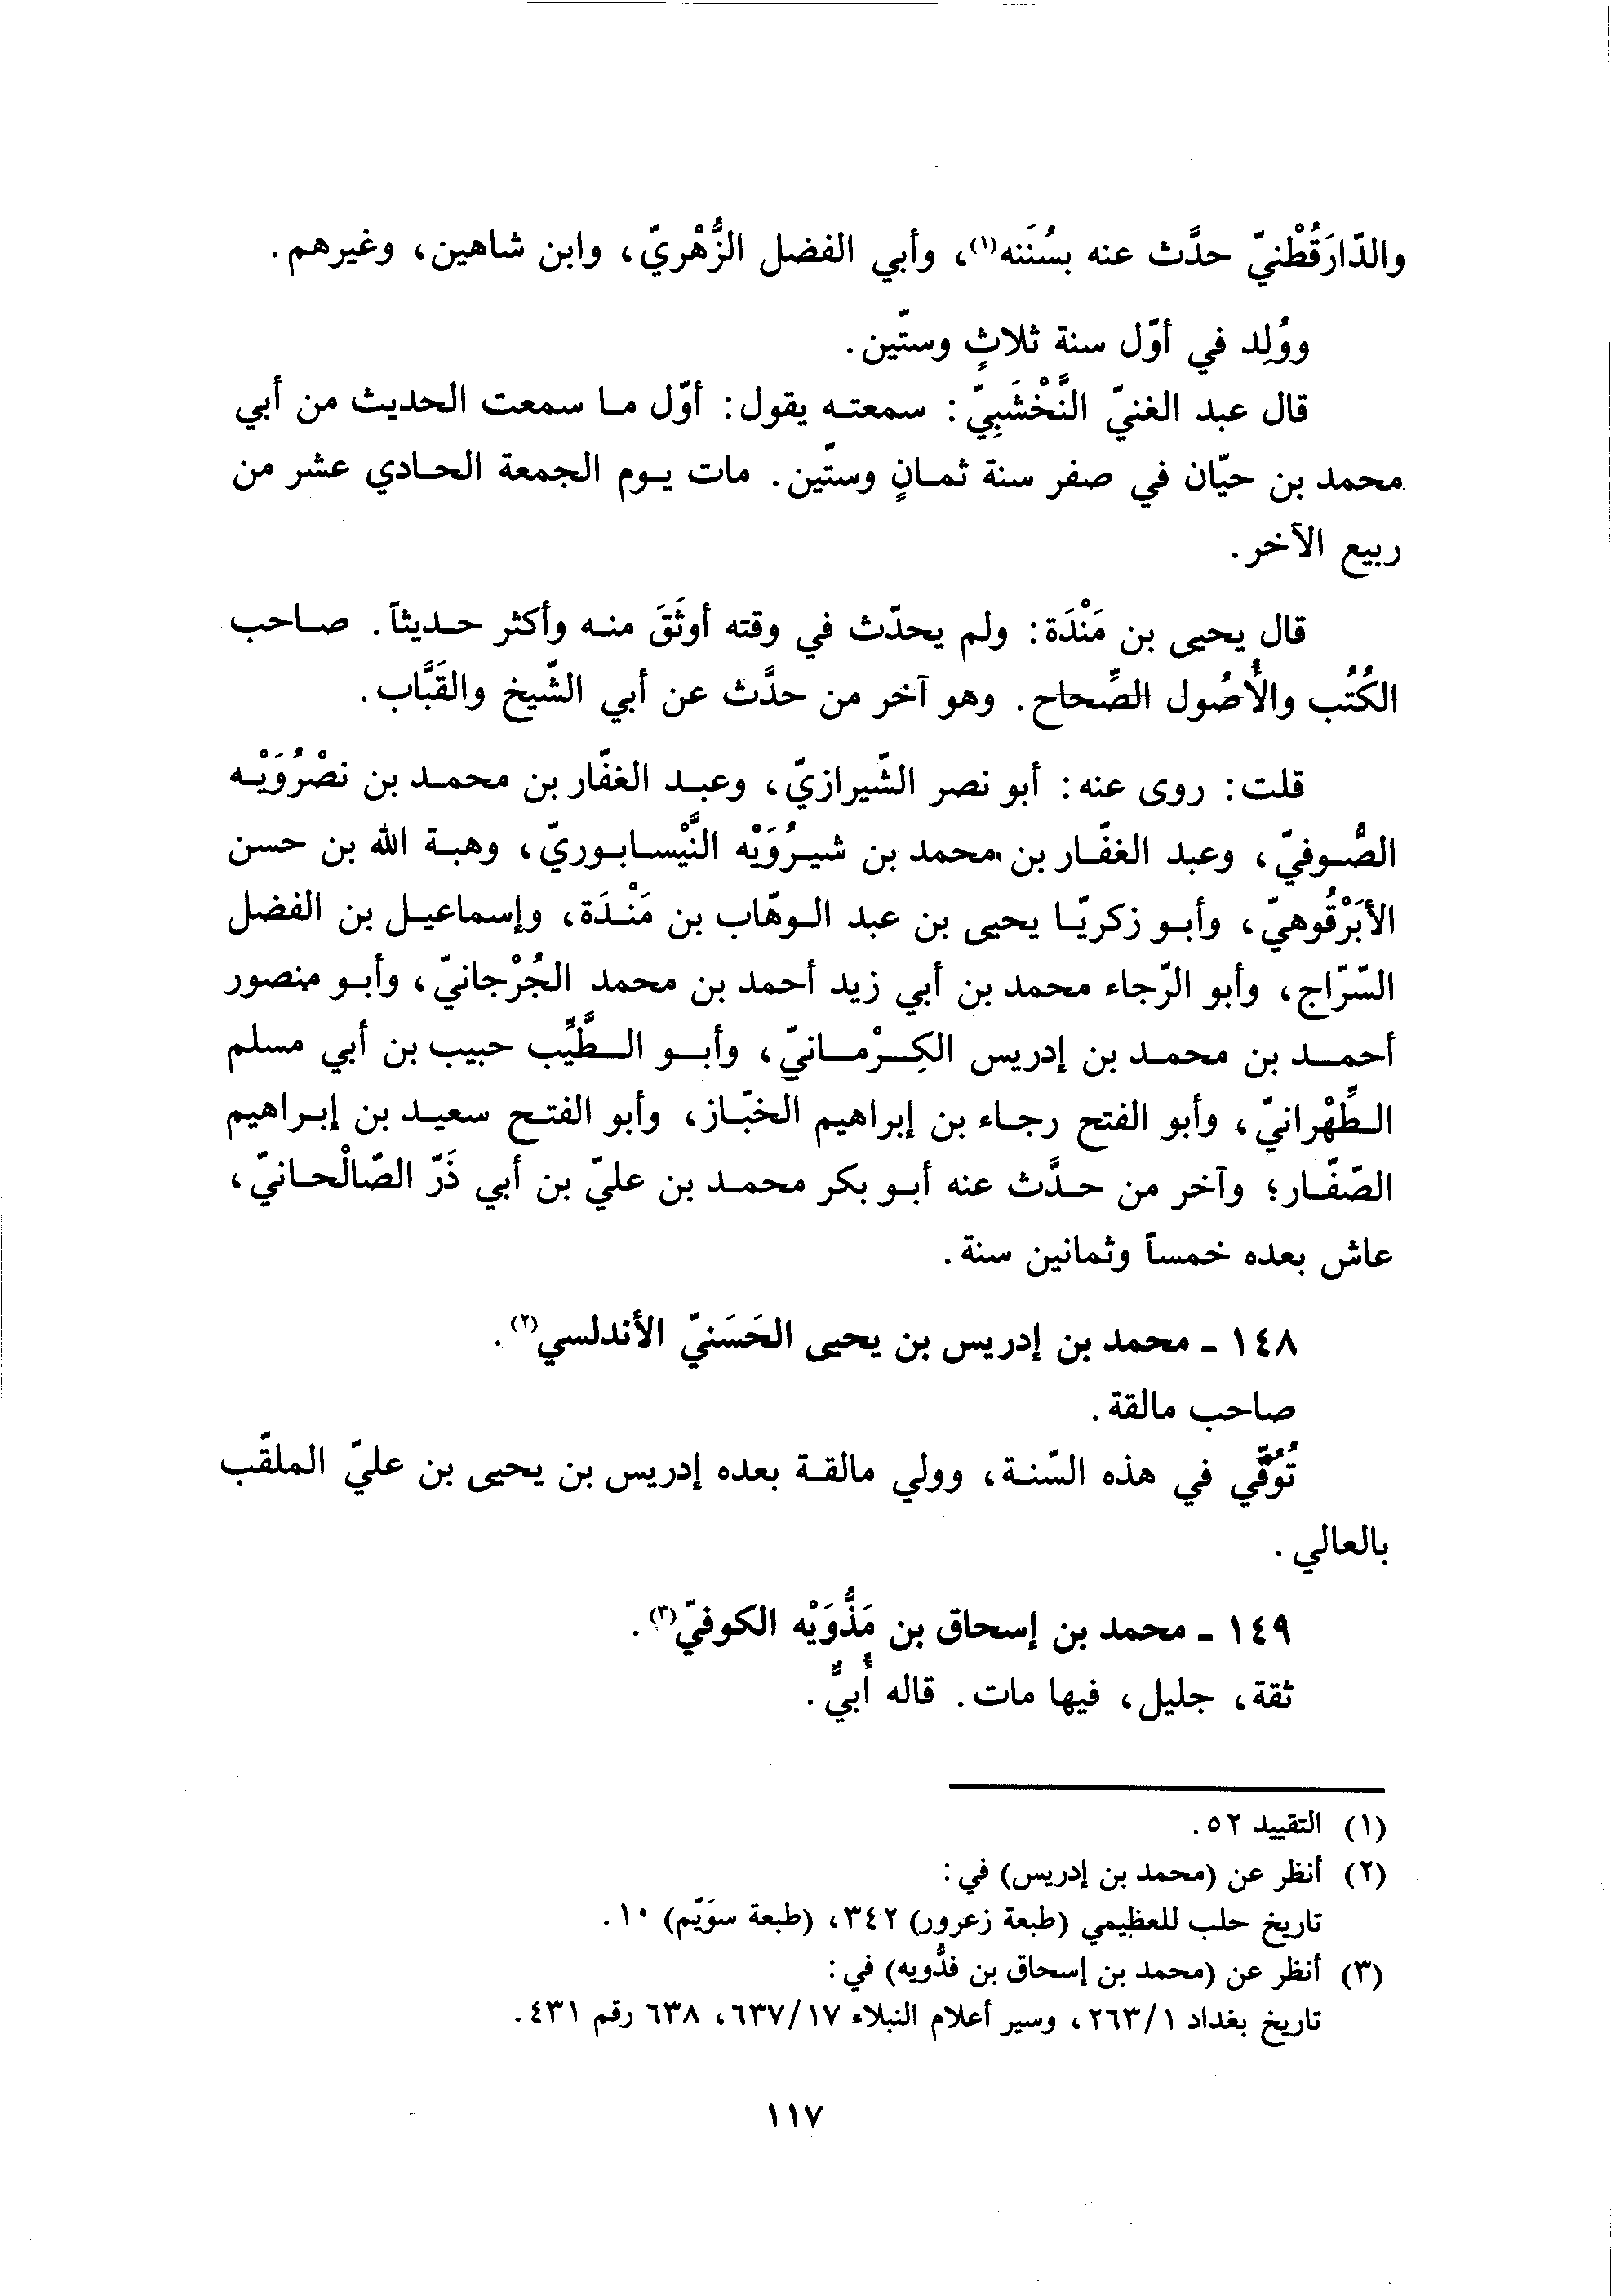 والدّارَقُطْنيّ حدَّث عنه بسُنَنه(١)، وأبي الفضل الزُّهْريّ، وابن شاهين، وغيرهم.
ووُلِد في أوّل سنة ثلاثٍ وستّين.
قال عبد الغنيّ النَّخْشَبِيّ: سمعته يقول: أوّل ما سمعت الحديث من أبي
محمد بن حيّان في صفر سنة ثمانٍ وستّين. مات يوم الجمعة الحادي عشر من
ربيع الآخر.
قال يحيى بن مَنْدَة: ولم يحدّث في وقته أوثَقَ منه وأكثر حديثاً. صاحب
الكُتُب والأُصُول الصِّحاح. وهو آخر من حدَّث عن أبي الشّيخ والقَبَّاب.
قلت: روى عنه: أبو نصر الشّيرازيّ، وعبد الغفّار بن محمد بن نصْرُوَيْه
الصُّوفيّ، وعبد الغفّار بن محمد بن شيرُوَيْه النَّيْسابوريّ، وهبة الله بن حسن
الأبَرْقُوهيّ، وأبو زكريّا يحيى بن عبد الوهّاب بن مَنْدَة، وإسماعيل بن الفضل
السّرّاج، وأبو الرّجاء محمد بن أبي زيد أحمد بن محمد الجُرْجانيّ، وأبو منصور
أحمد بن محمد بن إدريس الكِرْمانيّ، وأبو الطَّيِّب حبيب بن أبي مسلم
الطِّهْرانيّ، وأبو الفتح رجاء بن إبراهيم الخبّاز، وأبو الفتح سعيد بن إبراهيم
الصّفّار؛ وآخر من حدَّث عنه أبو بكر محمد بن عليّ بن أبي ذَرّ الصّالْحانيّ،
عاش بعده خمساً وثمانين سنة.
١٤٨ - محمد بن إدريس بن يحيى الحَسَنيّ الأندلسي(٢).
صاحب مالقة.
تُوُفّي في هذه السّنة، وولي مالقة بعده إدريس بن يحيى بن عليّ الملقّب
بالعالي.
١٤٩ - محمد بن إسحاق بن مَذُّوَيْه الكوفيّ(٣).
ثقة، جليل، فيها مات. قاله أُبيٌّ.
(١) التقييد ٥٢.
(٢) أنظر عن (محمد بن إدريس) في:
تاريخ حلب للعظيمي (طبعة زعرور) ٣٤٢، (طبعة سوَيّم) ١٠.
(٣) أنظر عن (محمد بن إسحاق بن فدُّويه) في:
تاريخ بغداد ٢٦٣/١، وسير أعلام النبلاء ٦٣٧/١٧، ٦٣٨ رقم ٤٣١.
١١٧